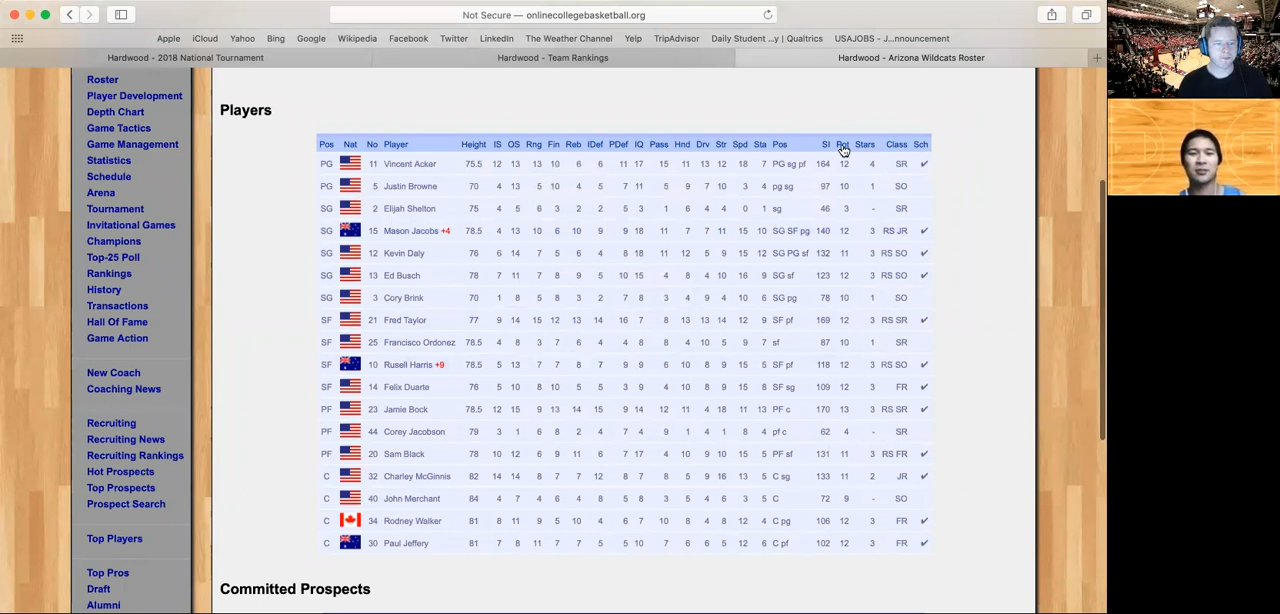 Not Secure — onlinecollegebasketball.org
Apple iCloud Yahoo Bing Google Wikipedia Facebook Twitter LinkedIn The Weather Channel Yelp TripAdvisor Daily Student ...y | Qualtrics USAJOBS - J...nnouncement
Hardwood - 2018 National Tournament Hardwood - Team Rankings Hardwood - Arizona Wildcats Roster
Roster
Player Development
Depth Chart
Game Tactics
Game Management
Statistics
Schedule
Arena
Tournament
Invitational Games
Champions
Top-25 Poll
Rankings
History
Transactions
Hall Of Fame
Game Action
New Coach
Coaching News
Recruiting
Recruiting News
Recruiting Rankings
Hot Prospects
Top Prospects
Prospect Search
Top Players
Top Pros
Draft
Alumni
Players
Pos Nat No Player Height IS OS Rng Fin Reb IDef PDef IQ Pass Hnd Drv Str Spd Sta Pos SI Pot Stars Class Sch
PG 11 Vincent Acker 75.5 12 13 13 10 6 6 11 17 15 11 13 12 18 7 PG sg pf 164 12 4 SR ✔
PG 5 Justin Browne 70 4 13 5 10 4 5 7 11 5 9 7 10 3 4 pg sg 97 10 1 SO
SG 2 Elijah Shelton 75 4 5 6 3 2 2 5 3 1 6 4 4 0 1 sg 46 3 - SR
SG 15 Mason Jacobs +4 78.5 4 13 10 6 10 9 9 18 11 7 7 11 15 10 SG SF pg 140 12 3 RS JR ✔
SG 12 Kevin Daly 76 6 14 7 5 6 4 8 18 11 12 5 9 15 12 SG PG sf 132 11 3 RS SO ✔
SG 13 Ed Busch 78 7 11 7 8 9 5 10 15 4 8 4 10 16 9 SG sf 123 12 3 RS SO ✔
SG 3 Cory Brink 70 1 8 5 8 3 2 7 8 3 4 9 4 10 6 SG pg 78 10 1 SO
SF 21 Fred Taylor 77 9 14 15 12 13 14 16 7 8 13 13 14 12 9 SF pf 169 12 3 RS SR ✔
SF 25 Francisco Ordonez 78.5 4 8 3 7 6 4 4 8 8 4 10 5 9 7 sf 87 10 1 SR
SF 10 Rusell Harris +9 78.5 5 13 7 7 8 7 9 9 6 10 8 9 15 5 SF pf 118 12 3 RS SO ✔
SF 14 Felix Duarte 76 5 10 8 10 5 5 3 9 4 10 8 9 15 8 SF sg 109 12 3 FR ✔
PF 23 Jamie Bock 78.5 12 15 9 13 14 15 9 14 12 11 4 18 11 13 PF c 170 13 3 RS SR ✔
PF 44 Corey Jacobson 79 3 1 6 8 2 4 7 4 9 1 4 1 8 4 pf c 62 4 - SR
PF 20 Sam Black 78 10 12 6 9 11 6 7 17 4 10 9 10 15 5 PF sf 131 11 3 RS FR ✔
C 32 Charley McGinnis 82 14 14 8 7 7 12 8 7 8 5 9 16 13 5 C sg 133 11 2 JR ✔
C 40 John Merchant 84 4 7 4 6 4 8 5 8 3 5 4 6 3 5 C 72 9 - SO
C 34 Rodney Walker 81 8 11 9 5 10 4 6 7 10 8 4 8 12 4 C pg 106 12 3 FR ✔
C 30 Paul Jeffery 81 7 8 11 7 7 5 5 10 7 6 6 5 12 6 C pf 102 12 3 FR ✔
Committed Prospects